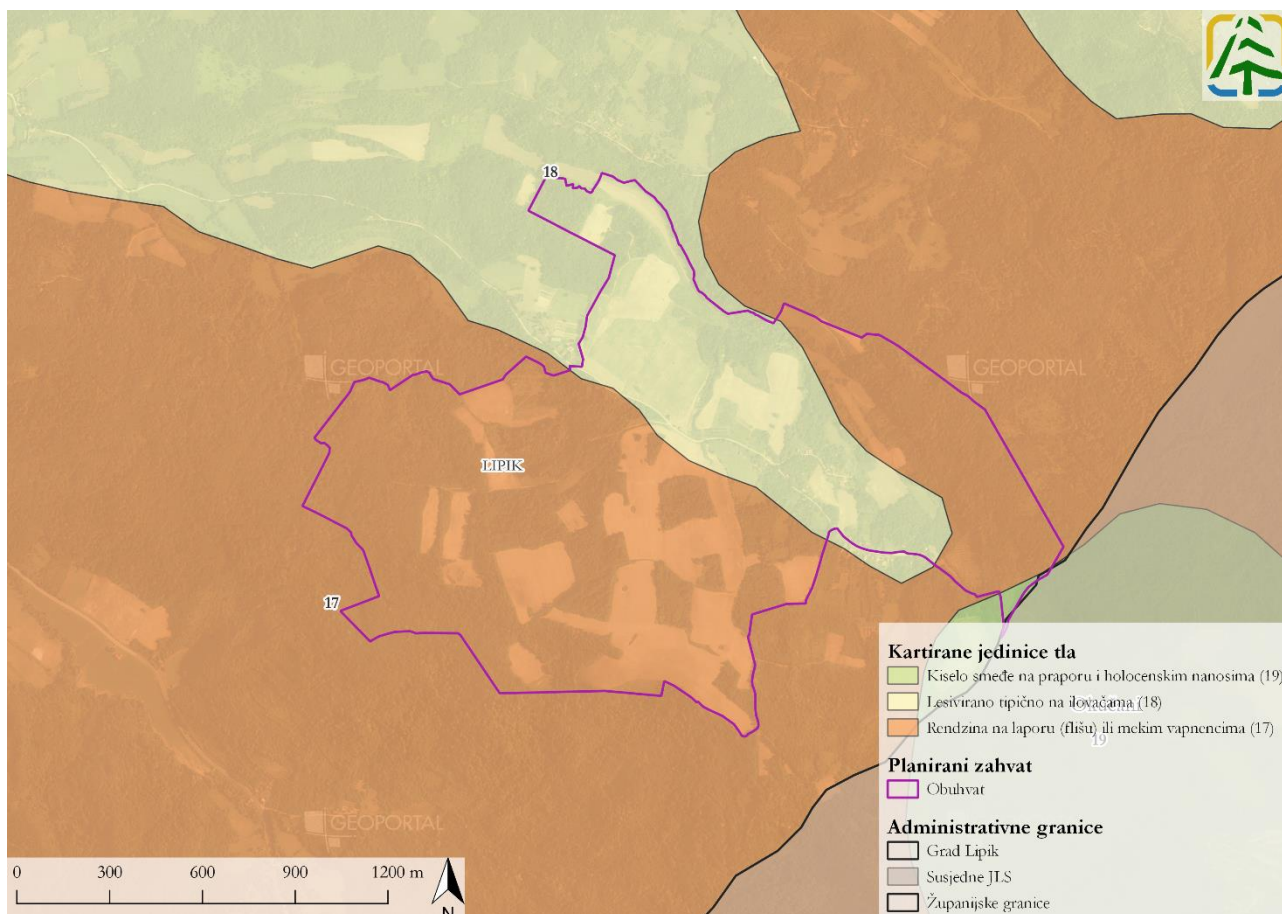 18
GEOPORTAL
GEOPORTAL
LIPIK
17
Kartirane jedinice tla
Kiselo smeđe na praporu i holocenskim nanosima (19)
Lesivirano tipično na ilovačama (18)
Rendzina na laporu (flišu) ili mekim vapnencima (17)
19
Planirani zahvat
Obuhvat
GEOPORTAL
Administrativne granice
Grad Lipik
Susjedne JLS
Županijske granice
0 300 600 900 1200 m
N